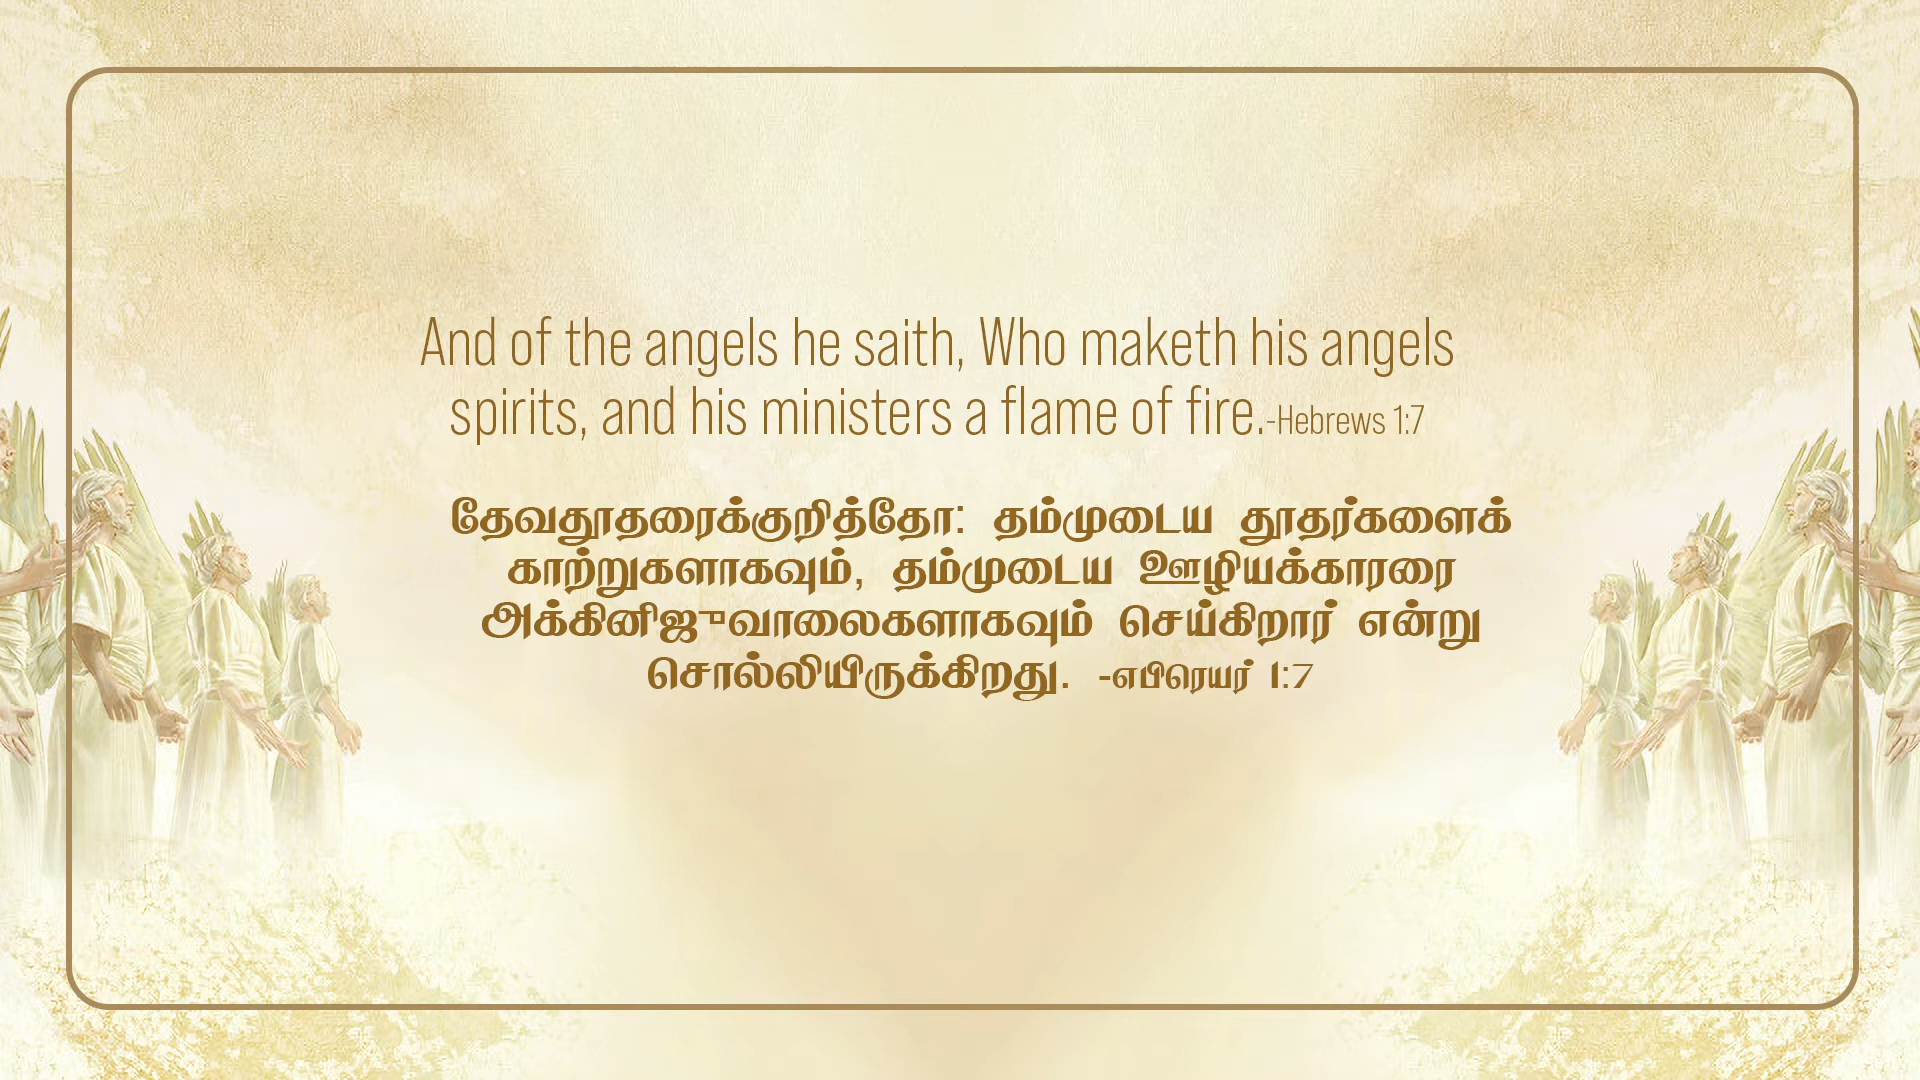 And of the angels he saith, Who maketh his angels
spirits, and his ministers a flame of fire.-Hebrews 1:7
தேவதூதரைக்குறித்தோ: தம்முடைய தூதர்களைக்
காற்றுகளாகவும், தம்முடைய ஊழியக்காரரை
அக்கினிஜுவாலைகளாகவும் செய்கிறார் என்று
சொல்லியிருக்கிறது. -எபிரெயர் 1:7